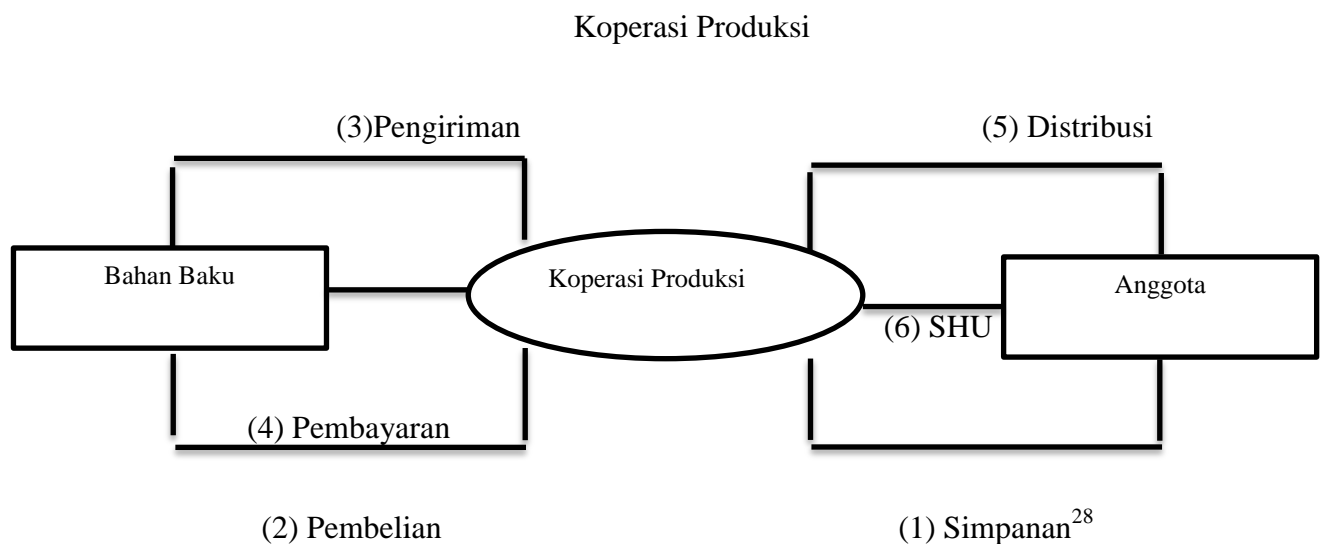 Koperasi Produksi
(3)Pengiriman
(5) Distribusi
Bahan Baku
Koperasi Produksi
Anggota
(6) SHU
(4) Pembayaran
(2) Pembelian
(1) Simpanan28